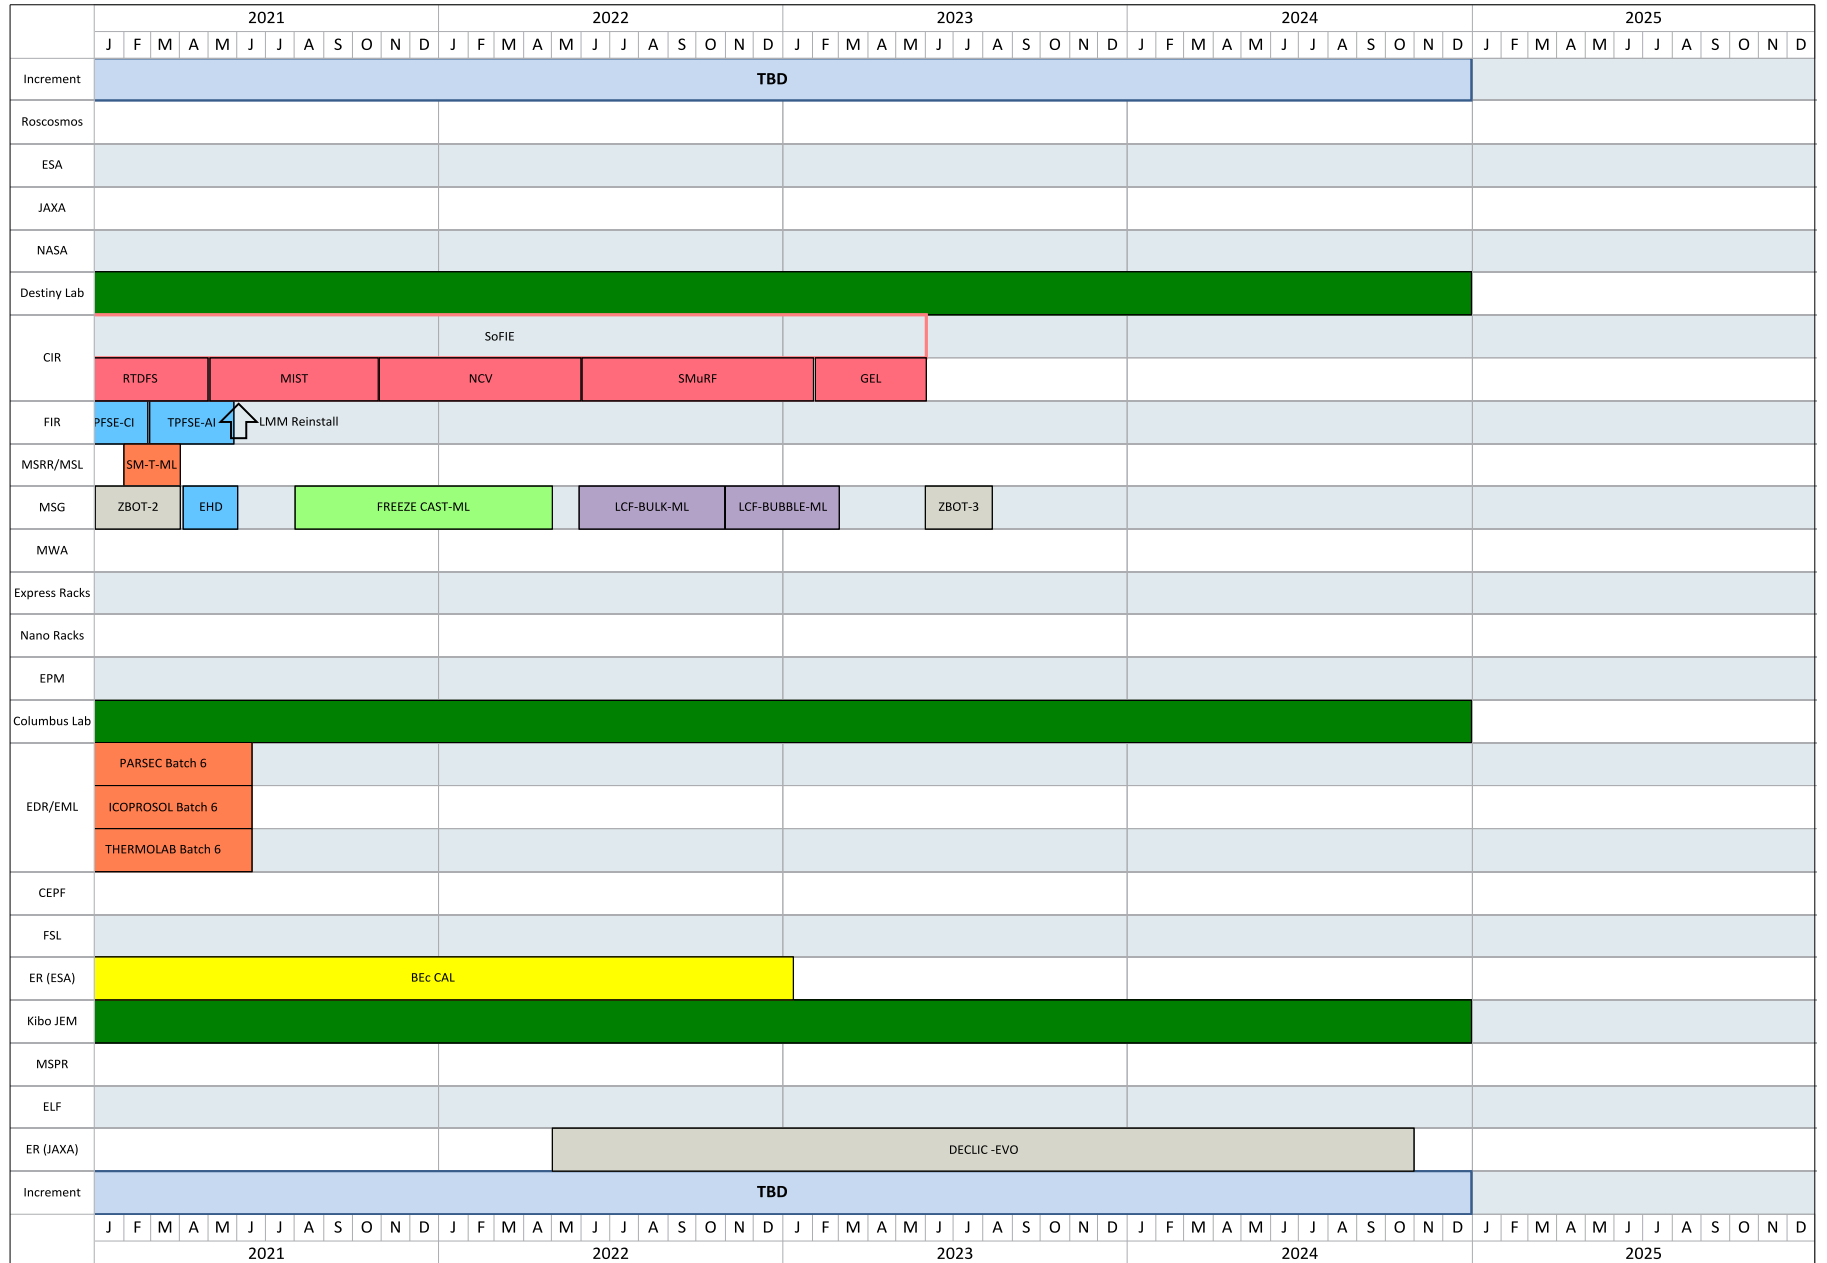 2021 2022 2023 2024 2025
J F M A M J J A S O N D J F M A M J J A S O N D J F M A M J J A S O N D J F M A M J J A S O N D J F M A M J J A S O N D
Increment TBD
Roscosmos
ESA
JAXA
NASA
Destiny Lab
SoFIE
CIR
RTDFS MIST NCV SMuRF GEL
FIR PFSE-CI TPFSE-AI LMM Reinstall
MSRR/MSL SM-T-ML
MSG ZBOT-2 EHD FREEZE CAST-ML LCF-BULK-ML LCF-BUBBLE-ML ZBOT-3
MWA
Express Racks
Nano Racks
EPM
Columbus Lab
PARSEC Batch 6
EDR/EML ICOPROSOL Batch 6
THERMOLAB Batch 6
CEPF
FSL
ER (ESA) BEc CAL
Kibo JEM
MSPR
ELF
ER (JAXA) DECLIC -EVO
Increment TBD
J F M A M J J A S O N D J F M A M J J A S O N D J F M A M J J A S O N D J F M A M J J A S O N D J F M A M J J A S O N D
2021 2022 2023 2024 2025